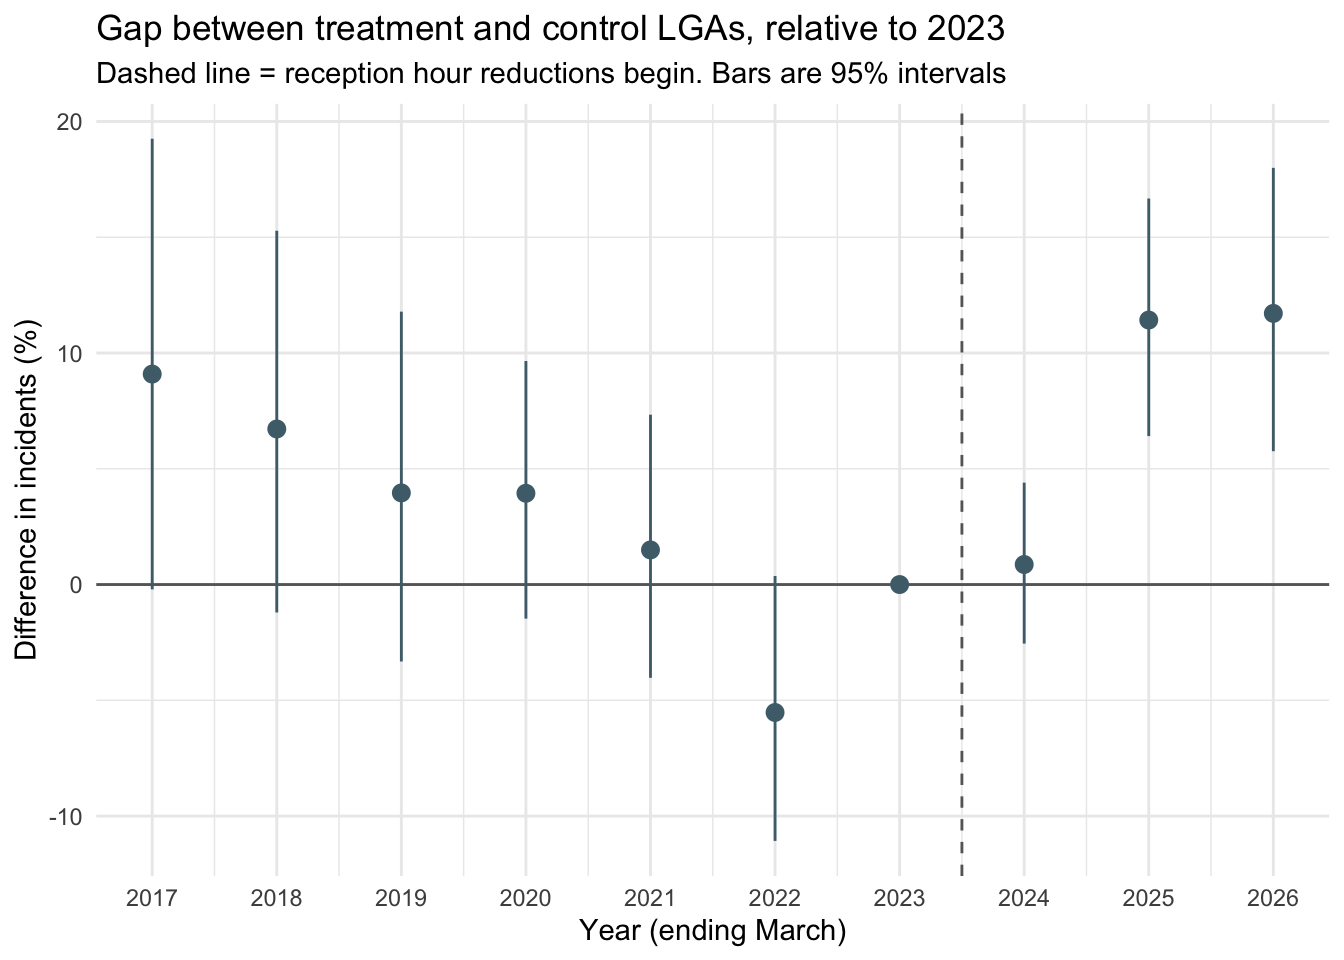 Gap between treatment and control LGAs, relative to 2023
Dashed line = reception hour reductions begin. Bars are 95% intervals
Difference in incidents (%)
20
10
0
-10
2017 2018 2019 2020 2021 2022 2023 2024 2025 2026
Year (ending March)